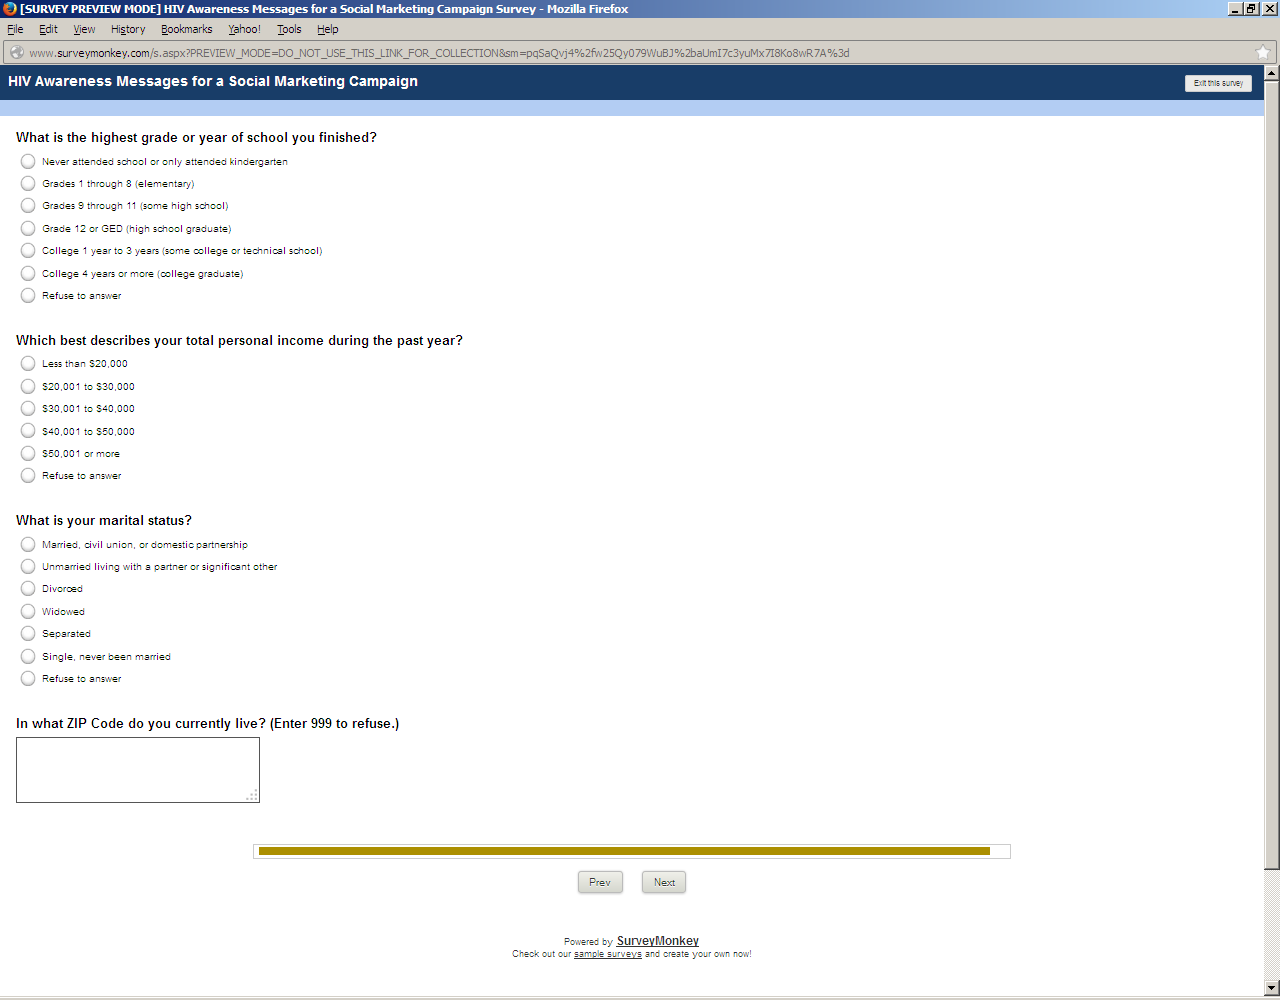 [SURVEY PREVIEW MODE] HIV Awareness Messages for a Social Marketing Campaign Survey - Mozilla Firefox
File Edit View History Bookmarks Yahoo! Tools Help
www.surveymonkey.com/s.aspx?PREVIEW_MODE=DO_NOT_USE_THIS_LINK_FOR_COLLECTION&sm=pqSaQvj4%2fw25Qy079WuBJ%2baUmI7c3yuMx7I8Ko8wR7A%3d
HIV Awareness Messages for a Social Marketing Campaign
Exit this survey
What is the highest grade or year of school you finished?
Never attended school or only attended kindergarten
Grades 1 through 8 (elementary)
Grades 9 through 11 (some high school)
Grade 12 or GED (high school graduate)
College 1 year to 3 years (some college or technical school)
College 4 years or more (college graduate)
Refuse to answer
Which best describes your total personal income during the past year?
Less than $20,000
$20,001 to $30,000
$30,001 to $40,000
$40,001 to $50,000
$50,001 or more
Refuse to answer
What is your marital status?
Married, civil union, or domestic partnership
Unmarried living with a partner or significant other
Divorced
Widowed
Separated
Single, never been married
Refuse to answer
In what ZIP Code do you currently live? (Enter 999 to refuse.)
Prev Next
Powered by SurveyMonkey
Check out our sample surveys and create your own now!